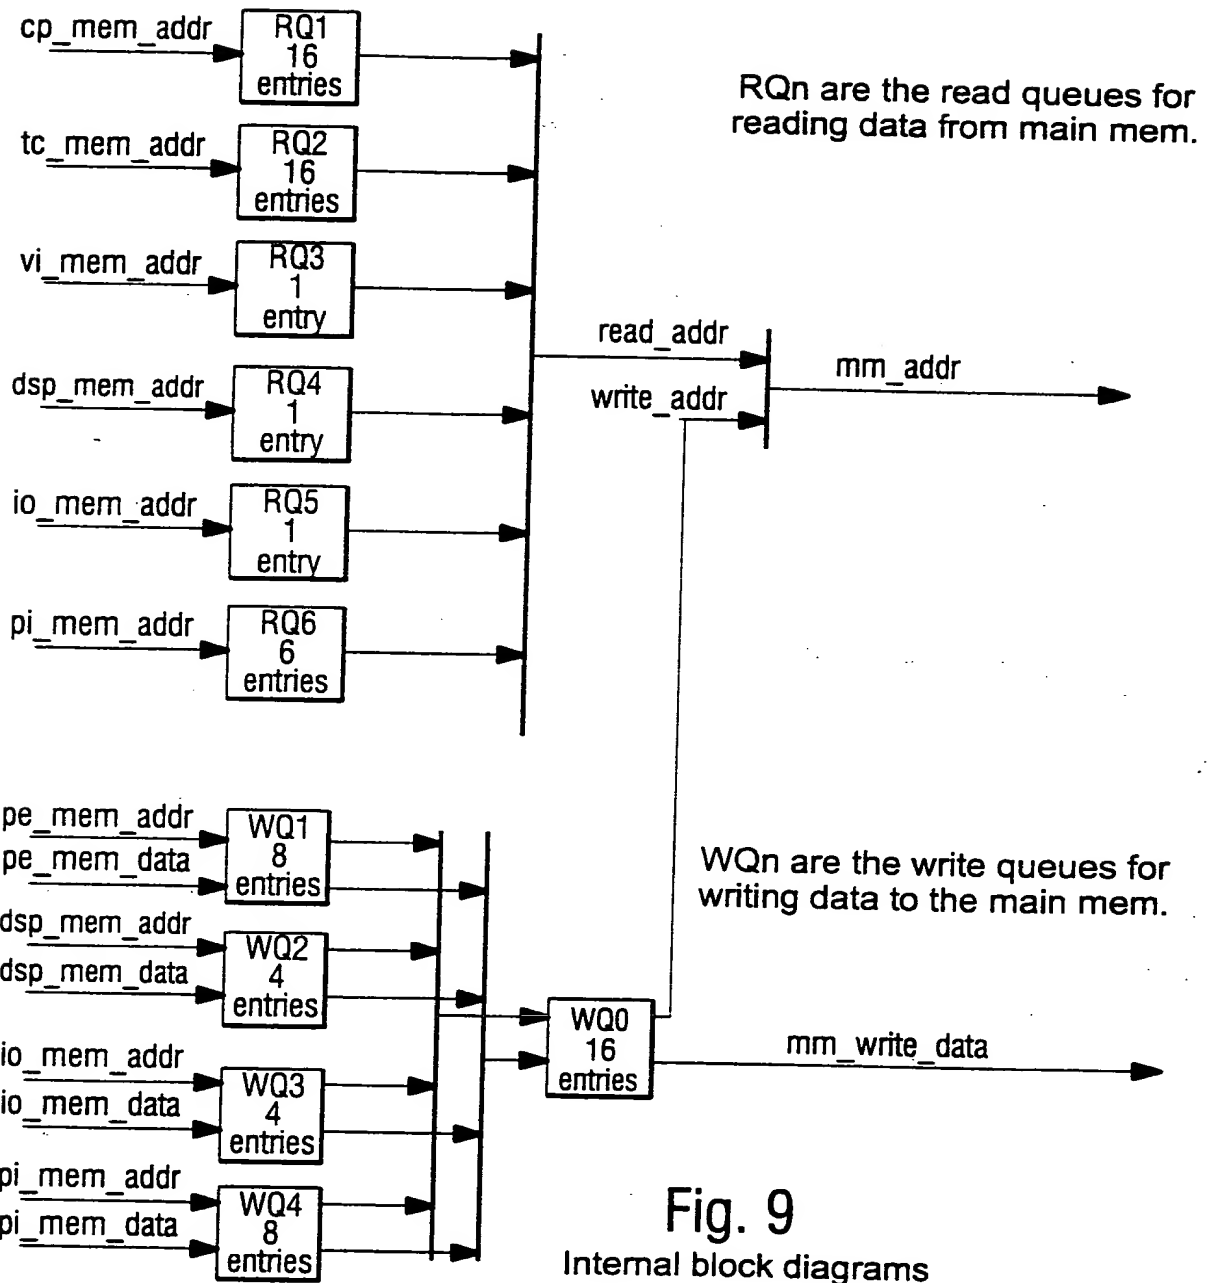 cp_mem_addr
RQ1
16
entries
RQn are the read queues for
reading data from main mem.
tc_mem_addr
RQ2
16
entries
vi_mem_addr
RQ3
1
entry
read_addr
mm_addr
dsp_mem_addr
RQ4
1
entry
write_addr
io_mem_addr
RQ5
1
entry
pi_mem_addr
RQ6
6
entries
pe_mem_addr
pe_mem_data
WQ1
8
entries
WQn are the write queues for
writing data to the main mem.
dsp_mem_addr
dsp_mem_data
WQ2
4
entries
WQ0
16
entries
mm_write_data
io_mem_addr
io_mem_data
WQ3
4
entries
pi_mem_addr
pi_mem_data
WQ4
8
entries
Fig. 9
Internal block diagrams